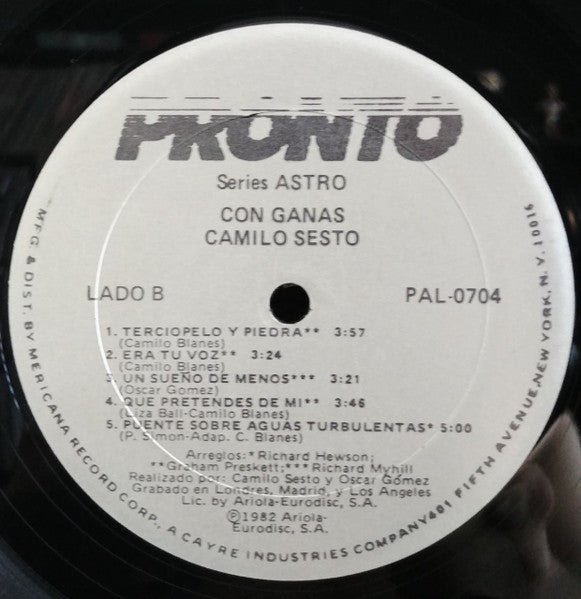 PRONTO
Series ASTRO
CON GANAS
CAMILO SESTO
LADO B
PAL-0704
1. TERCIOPELO Y PIEDRA** 3:57
(Camilo Blanes)
2. ERA TU VOZ** 3:24
(Camilo Blanes)
3. UN SUEÑO DE MENOS*** 3:21
(Oscar Gomez)
4. QUE PRETENDES DE MI** 3:46
(Liza Ball-Camilo Blanes)
5. PUENTE SOBRE AGUAS TURBULENTAS* 5:00
(P. Simon-Adap. C. Blanes)
Arreglos:* Richard Hewson;
**Graham Preskett;*** Richard Myhill
Realizado por: Camilo Sesto y Oscar Gómez
Grabado en Londres, Madrid, y Los Angeles
Lic. by Ariola-Eurodisc, S.A.
Ⓟ1982 Ariola-
Eurodisc, S.A.
MFG. & DIST. BY MERICANA RECORD CORP., A CAYRE INDUSTRIES COMPANY 401 FIFTH AVENUE, NEW YORK, N. Y. 10016